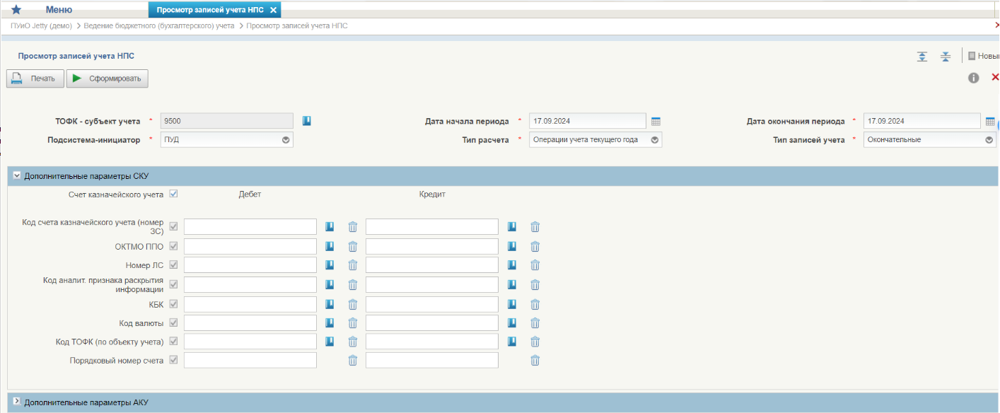 Меню
Просмотр записей учета НПС
ПУиО Jetty (демо) > Ведение бюджетного (бухгалтерского) учета > Просмотр записей учета НПС
Просмотр записей учета НПС
Новы
Печать
Сформировать
ТОФК - субъект учета * 9500
Дата начала периода * 17.09.2024
Дата окончания периода * 17.09.2024
Подсистема-инициатор * ПУД
Тип расчета * Операции учета текущего года
Тип записей учета * Окончательные
Дополнительные параметры СКУ
Счет казначейского учета
Дебет
Кредит
Код счета казначейского учета (номер
ЗС)
ОКТМО ППО
Номер ЛС
Код аналит. признака раскрытия
информации
КБК
Код валюты
Код ТОФК (по объекту учета)
Порядковый номер счета
Дополнительные параметры АКУ